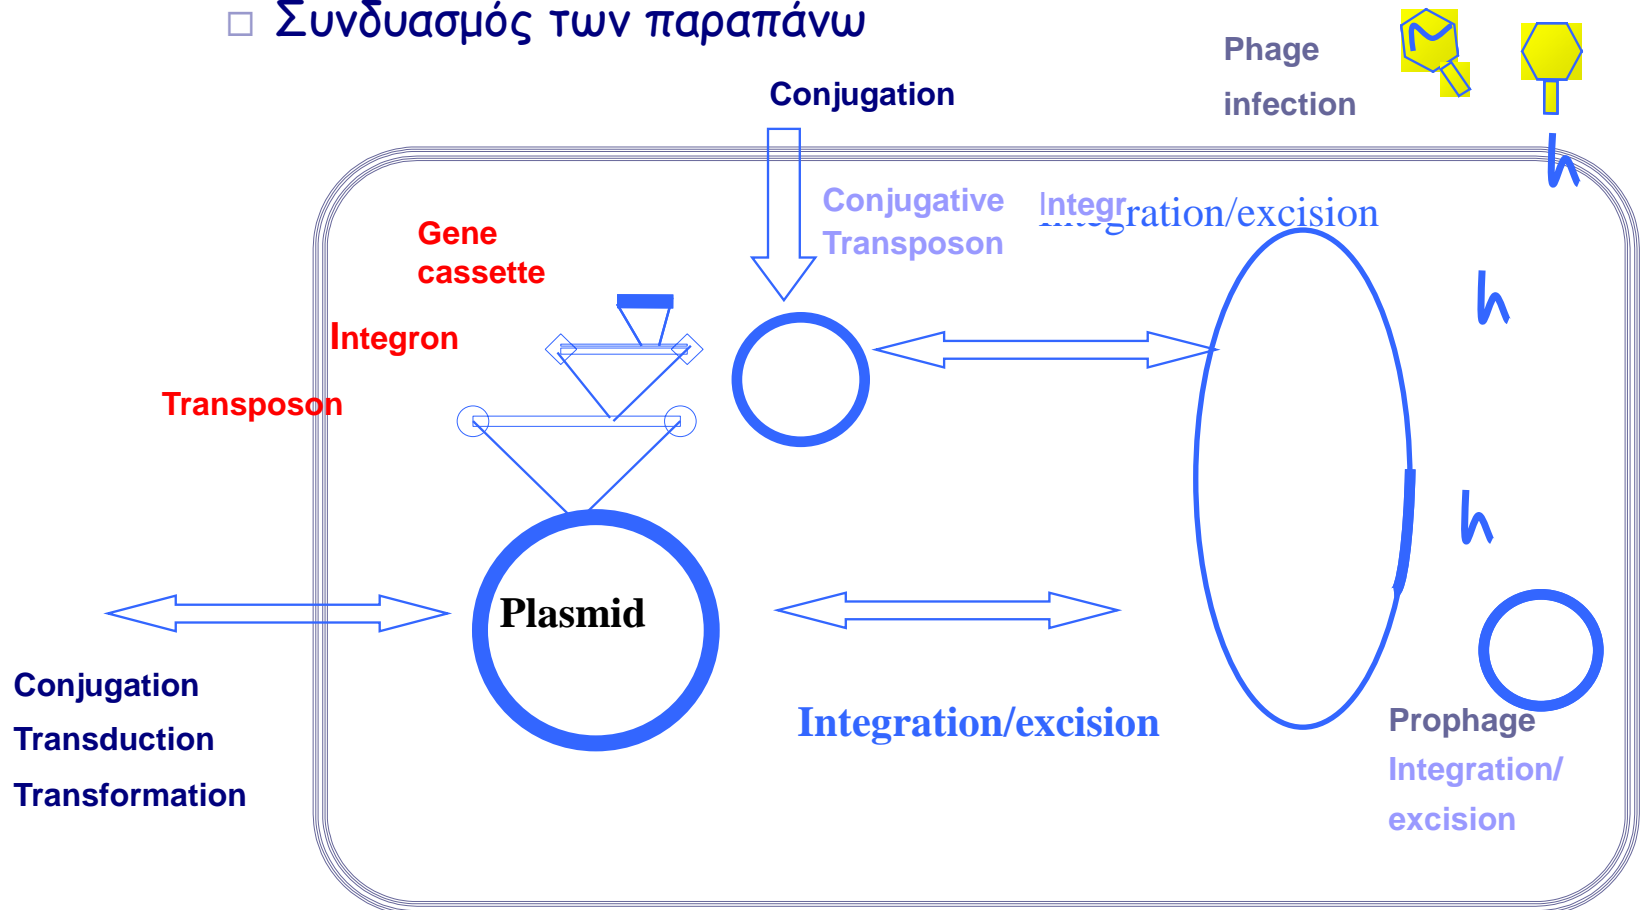 □ Συνδυασμός των παραπάνω
Phage
infection
Conjugation
Conjugative
Transposon
Integration/excision
Gene
cassette
Integron
Transposon
Plasmid
Conjugation
Transduction
Transformation
Integration/excision
Prophage
Integration/
excision